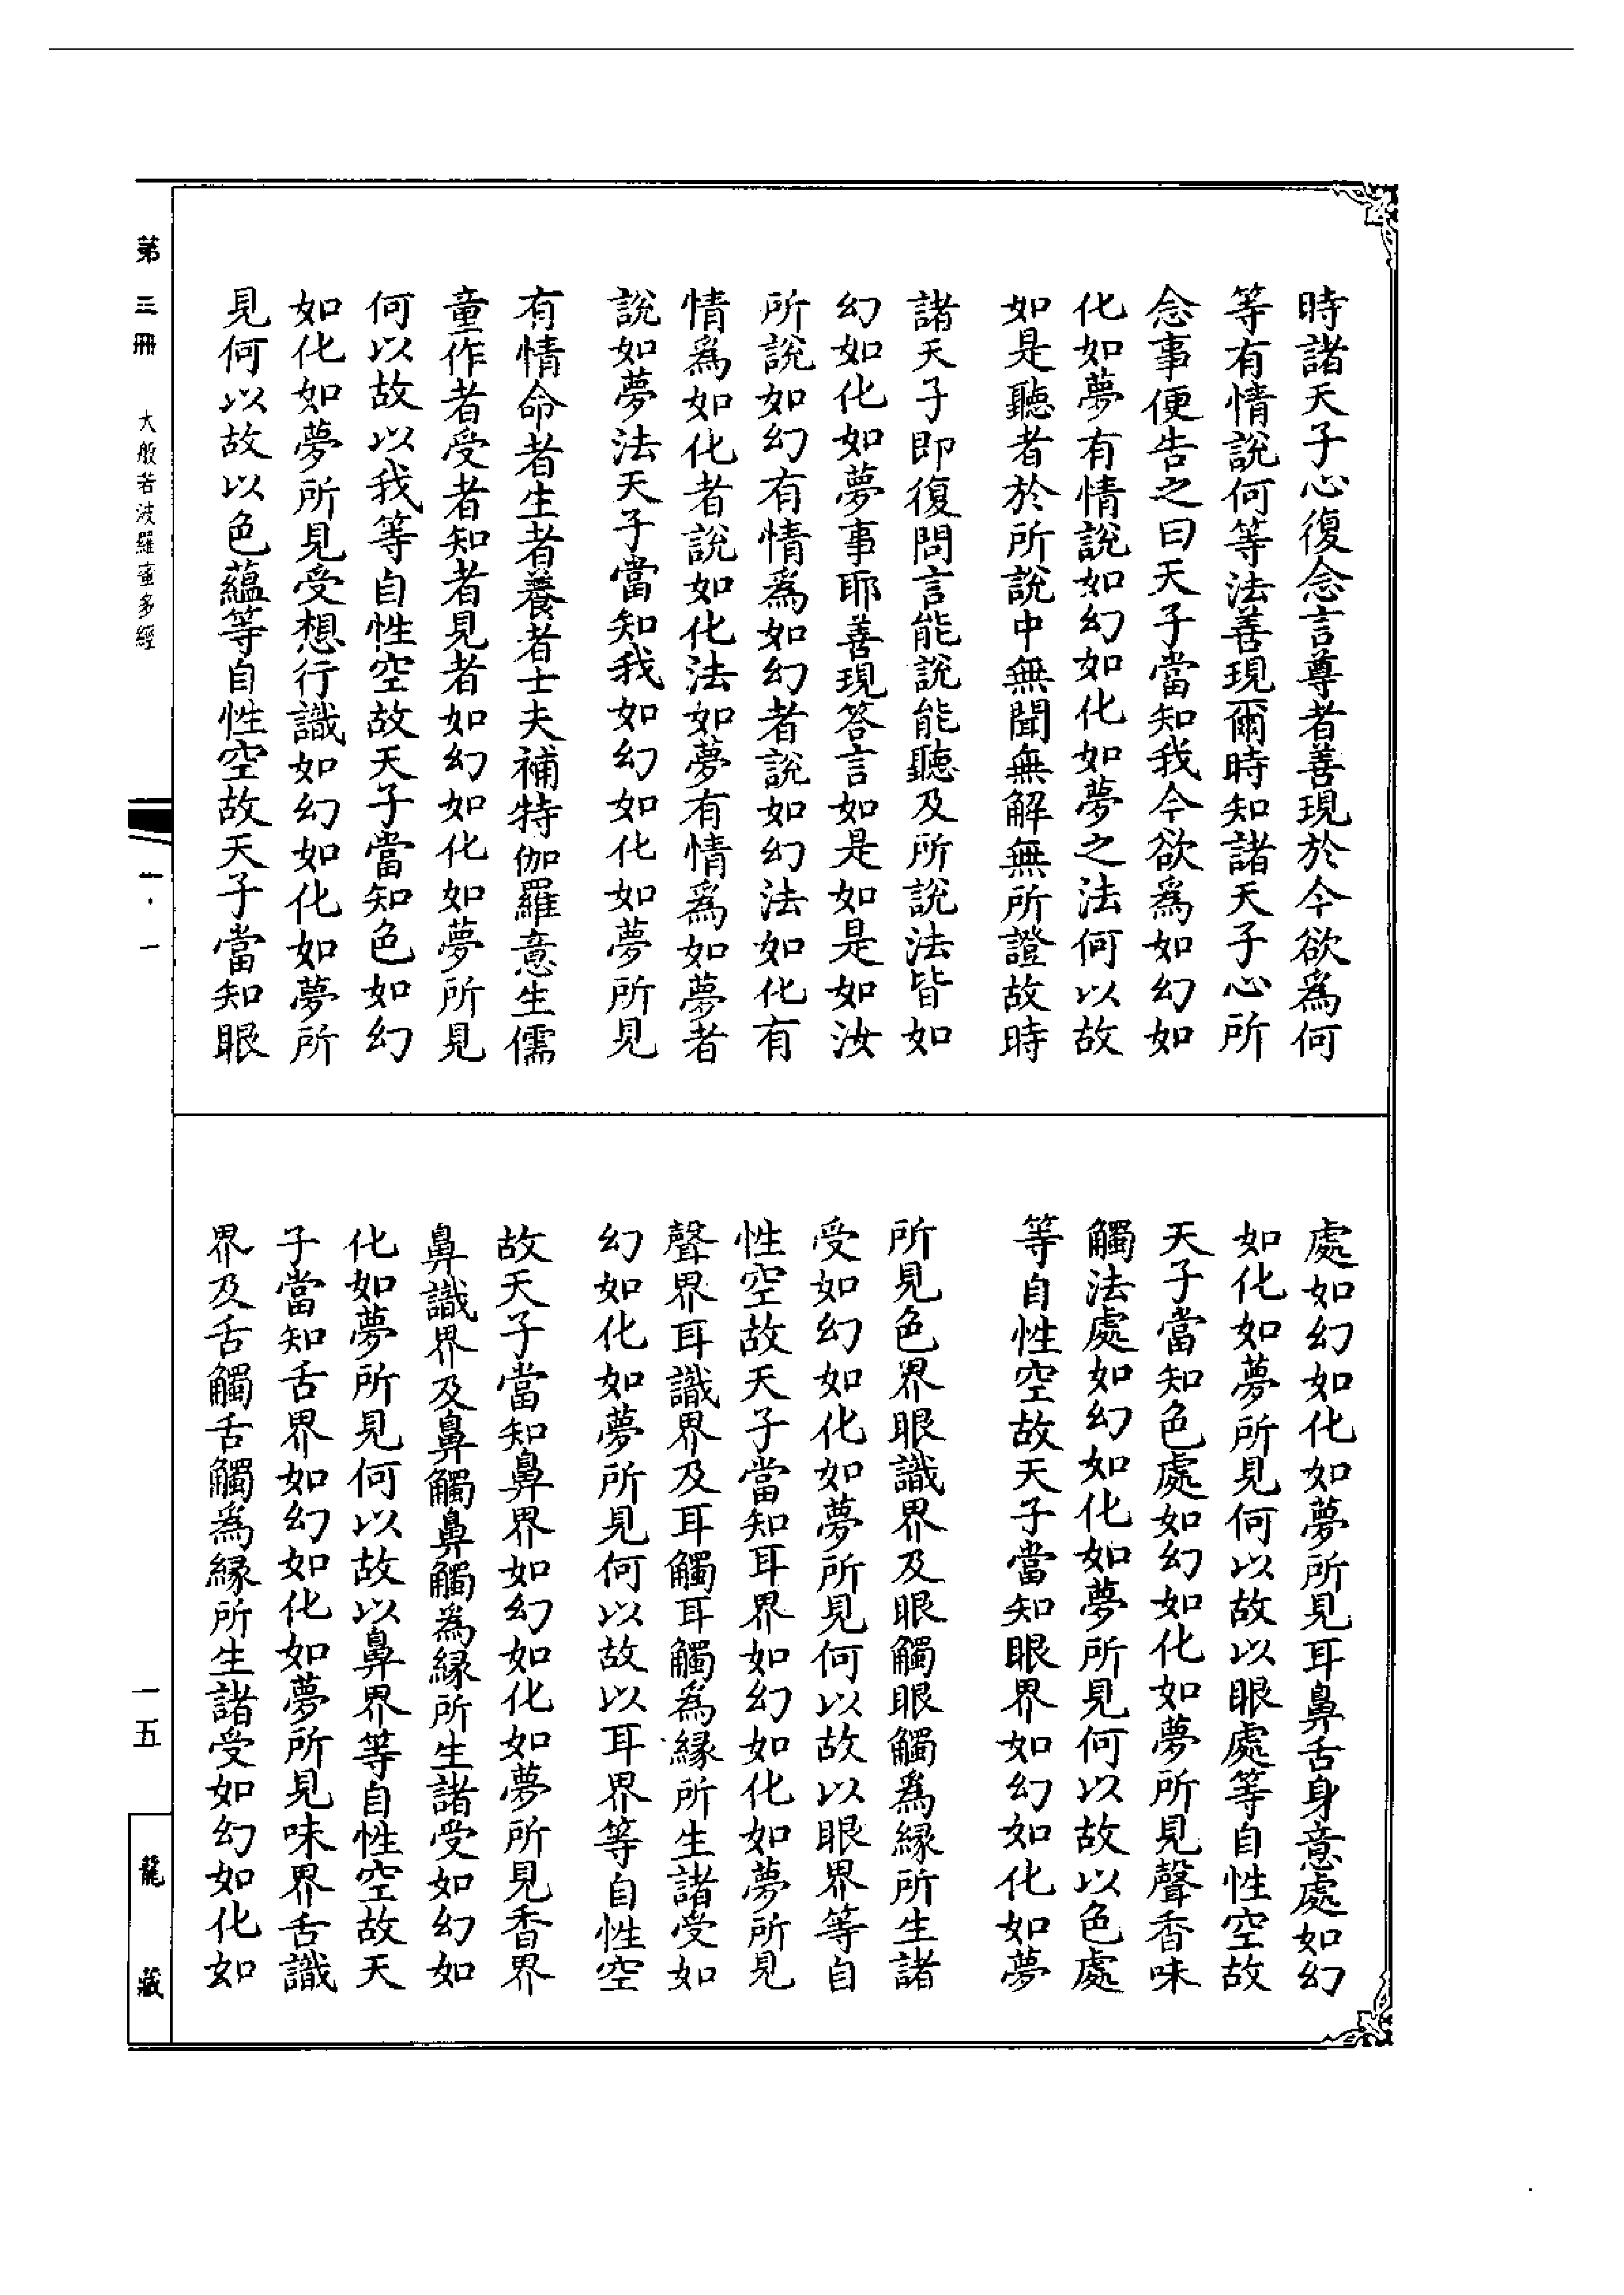 時諸天子心復念言尊者善現於今欲爲何
等有情說何等法善現爾時知諸天子心所
念事便告之曰天子當知我今欲爲如幻如
化如夢有情說如幻如化如夢之法何以故
如是聽者於所說中無聞無解無所證故時
諸天子即復問言能說能聽及所說法皆如
幻如化如夢事耶善現答言如是如是如汝
所說如幻有情爲如幻者說如幻法如化有
情爲如化者說如化法如夢有情爲如夢者
說如夢法天子當知我如幻如化如夢所見
有情命者生者養者士夫補特伽羅意生儒
童作者受者知者見者如幻如化如夢所見
何以故以我等自性空故天子當知色如幻
如化如夢所見受想行識如幻如化如夢所
見何以故以色蘊等自性空故天子當知眼
處如幻如化如夢所見耳鼻舌身意處如幻
如化如夢所見何以故以眼處等自性空故
天子當知色處如幻如化如夢所見聲香味
觸法處如幻如化如夢所見何以故以色處
等自性空故天子當知眼界如幻如化如夢
所見色界眼識界及眼觸眼觸爲緣所生諸
受如幻如化如夢所見何以故以眼界等自
性空故天子當知耳界如幻如化如夢所見
聲界耳識界及耳觸耳觸為緣所生諸受如
幻如化如夢所見何以故以耳界等自性空
故天子當知鼻界如幻如化如夢所見香界
鼻識界及鼻觸鼻觸為緣所生諸受如幻如
化如夢所見何以故以鼻界等自性空故天
子當知舌界如幻如化如夢所見味界舌識
界及舌觸舌觸為緣所生諸受如幻如化如
第三冊 大般若波羅蜜多經
一五
龍藏